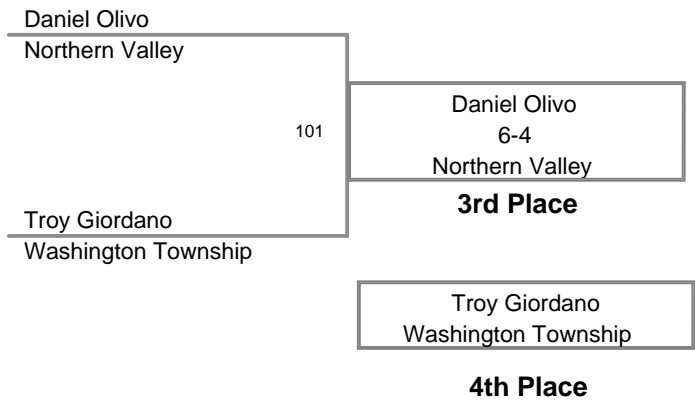 Daniel Olivo
Northern Valley
101
Daniel Olivo
6-4
Northern Valley
3rd Place
Troy Giordano
Washington Township
Troy Giordano
Washington Township
4th Place